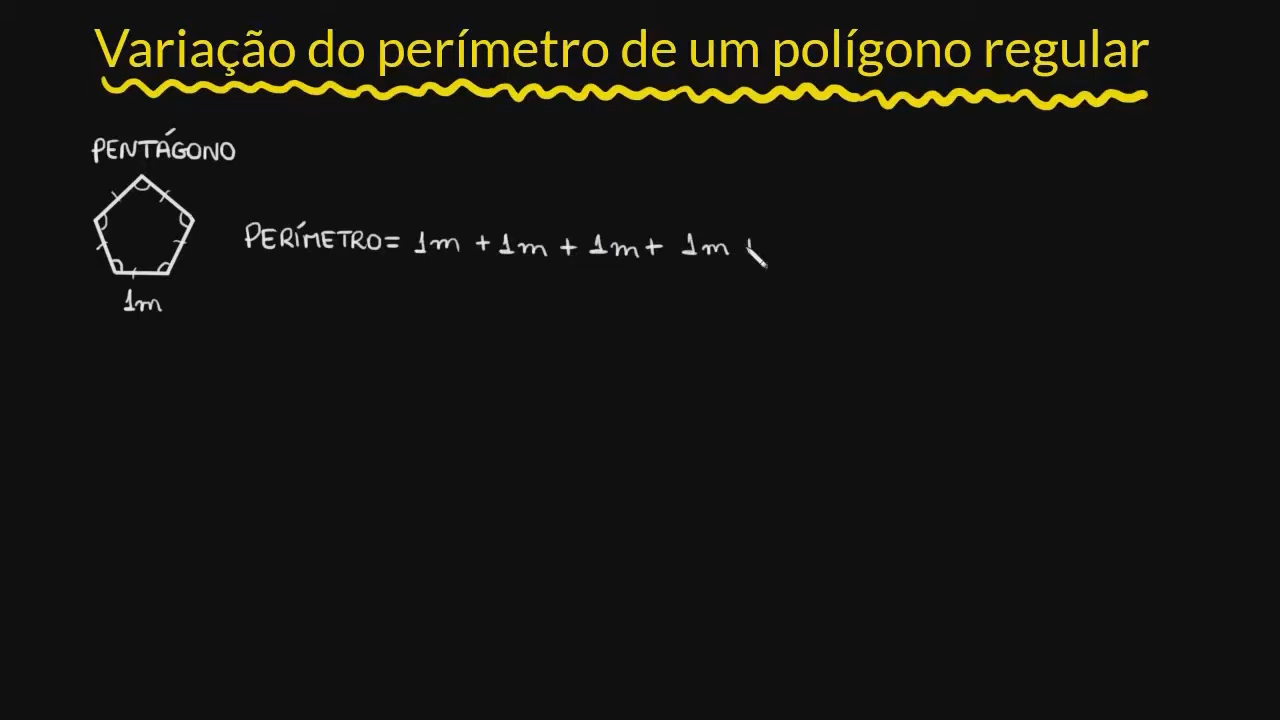 Variação do perímetro de um polígono regular
PENTÁGONO
PERÍMETRO= 1m + 1m + 1m + 1m +
1m